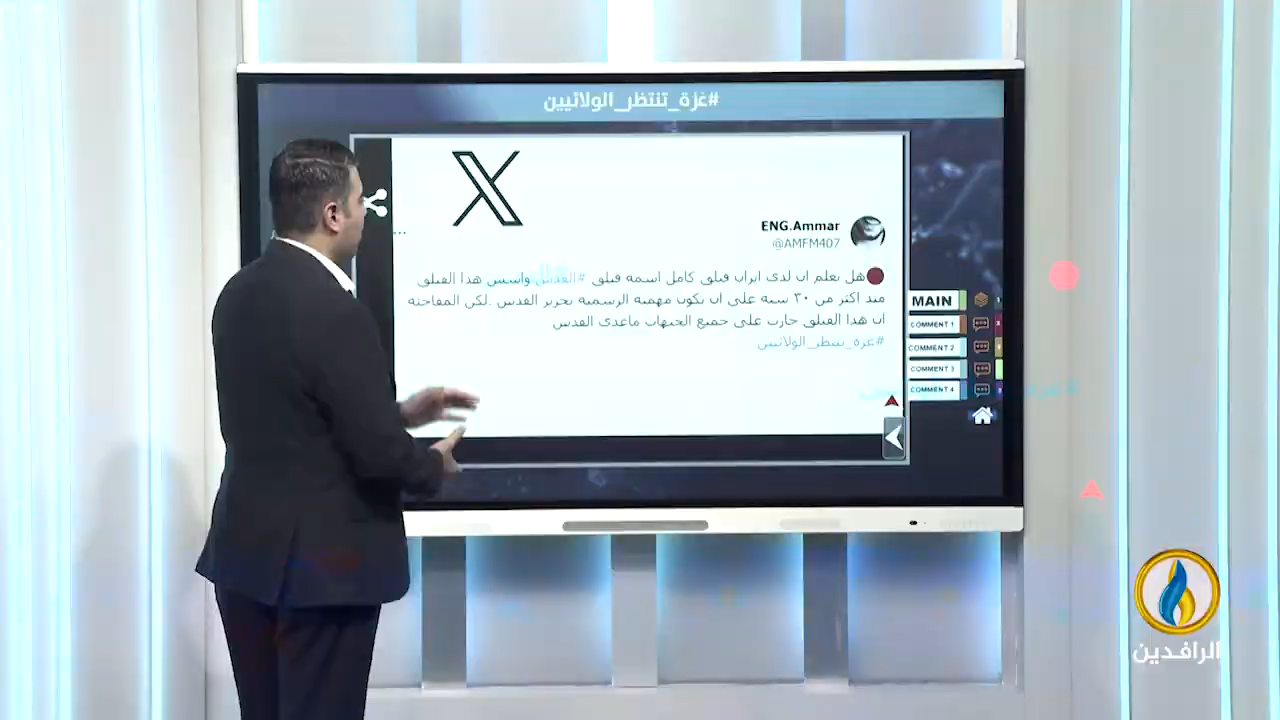 #غزة_تنتظر_الولائيين
X
...
ENG.Ammar
@AMFM407
هل تعلم ان لدى ايران فيلق كامل اسمه فيلق #القدس واسس هذا الفيلق
منذ اكثر من ٣٠ سنة على ان تكون مهمته الرسمية تحرير القدس .لكن المفاجئة
ان هذا الفيلق حارب على جميع الجبهات ماعدى القدس
#غزة_تنتظر_الولائيين
MAIN
COMMENT 1
COMMENT 2
COMMENT 3
COMMENT 4
الرافدين